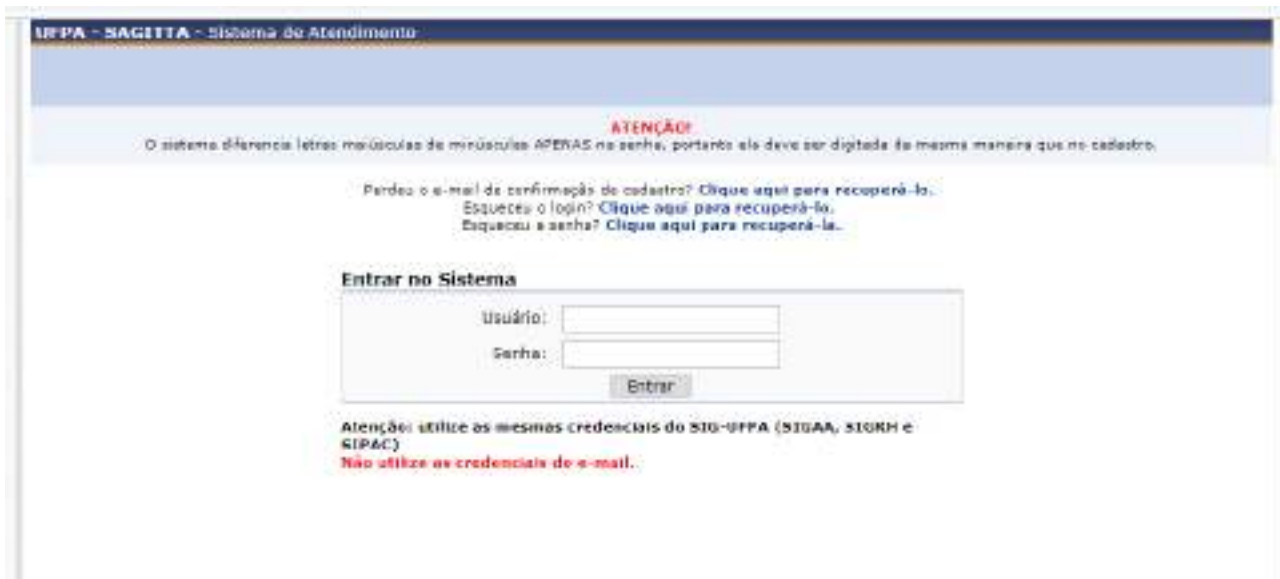 UFPA - SAGITTA - Sistema de Atendimento
ATENÇÃO!
O sistema diferencia letras maiúsculas de minúsculas APENAS na senha, portanto ela deve ser digitada da mesma maneira que no cadastro.
Perdeu o e-mail de confirmação de cadastro? Clique aqui para recuperá-lo.
Esqueceu o login? Clique aqui para recuperá-lo.
Esqueceu a senha? Clique aqui para recuperá-la.
Entrar no Sistema
Usuário:
Senha:
Entrar
Atenção: utilize as mesmas credenciais do SIG-UFPA (SIGAA, SIGRH e
SIPAC)
Não utilize as credenciais do e-mail.